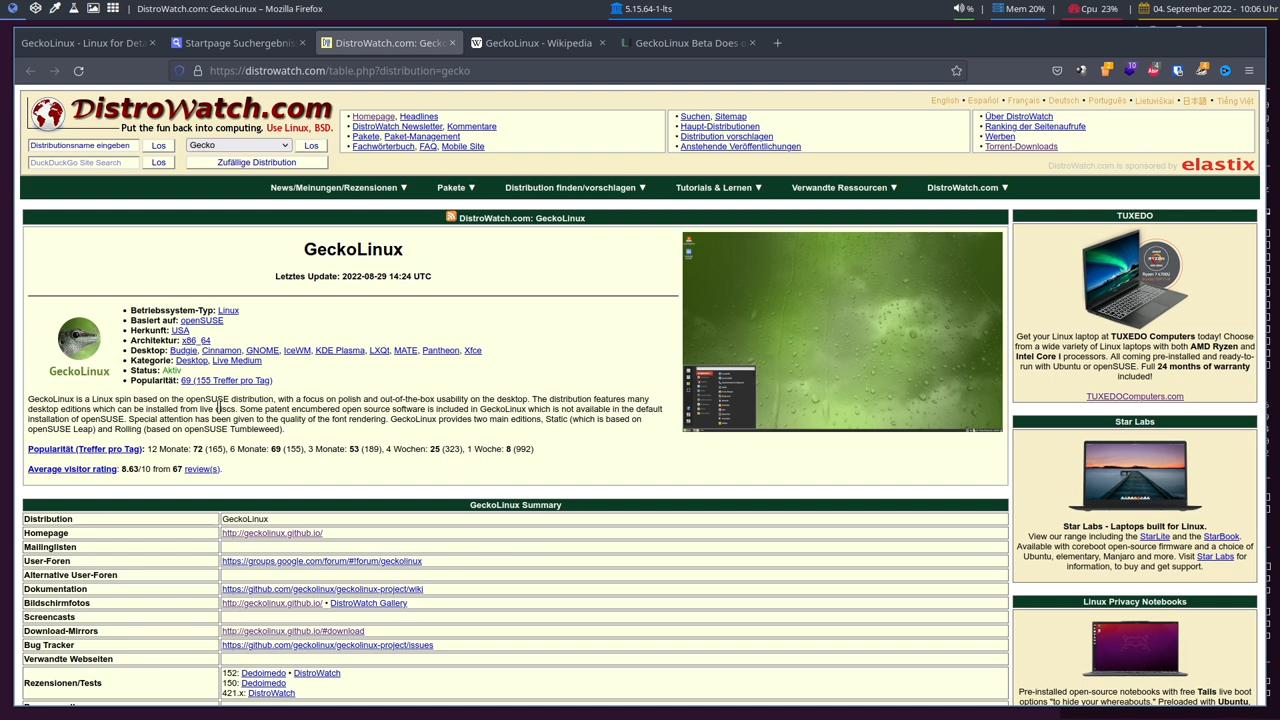 DistroWatch.com: GeckoLinux – Mozilla Firefox
5.15.64-1-lts
%
Mem 20%
Cpu 23%
04. September 2022 - 10:06 Uhr
GeckoLinux - Linux for Deta
Startpage Suchergebnis
DistroWatch.com: Gecko
GeckoLinux - Wikipedia
GeckoLinux Beta Does o
https://distrowatch.com/table.php?distribution=gecko
English • Español • Français • Deutsch • Português • Lietuviškai • 日本語 • Tiếng Việt
DistroWatch.com
Put the fun back into computing. Use Linux, BSD.
• Homepage, Headlines
• DistroWatch Newsletter, Kommentare
• Pakete, Paket-Management
• Fachwörterbuch, FAQ, Mobile Site
• Suchen, Sitemap
• Haupt-Distributionen
• Distribution vorschlagen
• Anstehende Veröffentlichungen
• Über DistroWatch
• Ranking der Seitenaufrufe
• Werben
• Torrent-Downloads
Distributionsname eingeben Los Gecko Los
DuckDuckGo Site Search Los Zufällige Distribution
DistroWatch.com is sponsored by elastix
News/Meinungen/Rezensionen ▼ Pakete ▼ Distribution finden/vorschlagen ▼ Tutorials & Lernen ▼ Verwandte Ressourcen ▼ DistroWatch.com ▼
DistroWatch.com: GeckoLinux
GeckoLinux
Letztes Update: 2022-08-29 14:24 UTC
GeckoLinux
• Betriebssystem-Typ: Linux
• Basiert auf: openSUSE
• Herkunft: USA
• Architektur: x86_64
• Desktop: Budgie, Cinnamon, GNOME, IceWM, KDE Plasma, LXQt, MATE, Pantheon, Xfce
• Kategorie: Desktop, Live Medium
• Status: Aktiv
• Popularität: 69 (155 Treffer pro Tag)
GeckoLinux is a Linux spin based on the openSUSE distribution, with a focus on polish and out-of-the-box usability on the desktop. The distribution features many
desktop editions which can be installed from live discs. Some patent encumbered open source software is included in GeckoLinux which is not available in the default
installation of openSUSE. Special attention has been given to the quality of the font rendering. GeckoLinux provides two main editions, Static (which is based on
openSUSE Leap) and Rolling (based on openSUSE Tumbleweed).
Popularität (Treffer pro Tag): 12 Monate: 72 (165), 6 Monate: 69 (155), 3 Monate: 53 (189), 4 Wochen: 25 (323), 1 Woche: 8 (992)
Average visitor rating: 8.63/10 from 67 review(s).
GeckoLinux Summary
Distribution GeckoLinux
Homepage http://geckolinux.github.io/
Mailinglisten
User-Foren https://groups.google.com/forum/#!forum/geckolinux
Alternative User-Foren
Dokumentation https://github.com/geckolinux/geckolinux-project/wiki
Bildschirmfotos http://geckolinux.github.io/ • DistroWatch Gallery
Screencasts
Download-Mirrors http://geckolinux.github.io/#download
Bug Tracker https://github.com/geckolinux/geckolinux-project/issues
Verwandte Webseiten
Rezensionen/Tests
152: Dedoimedo • DistroWatch
150: Dedoimedo
421.x: DistroWatch
TUXEDO
Get your Linux laptop at TUXEDO Computers today! Choose
from a wide variety of Linux laptops with both AMD Ryzen and
Intel Core i processors. All coming pre-installed and ready-to-
run with Ubuntu or openSUSE. Full 24 months of warranty
included!
TUXEDOComputers.com
Star Labs
Star Labs - Laptops built for Linux.
View our range including the StarLite and the StarBook.
Available with coreboot open-source firmware and a choice of
Ubuntu, elementary, Manjaro and more. Visit Star Labs for
information, to buy and get support.
Linux Privacy Notebooks
Pre-installed open-source notebooks with free Tails live boot
options "to hide your whereabouts." Preloaded with Ubuntu,